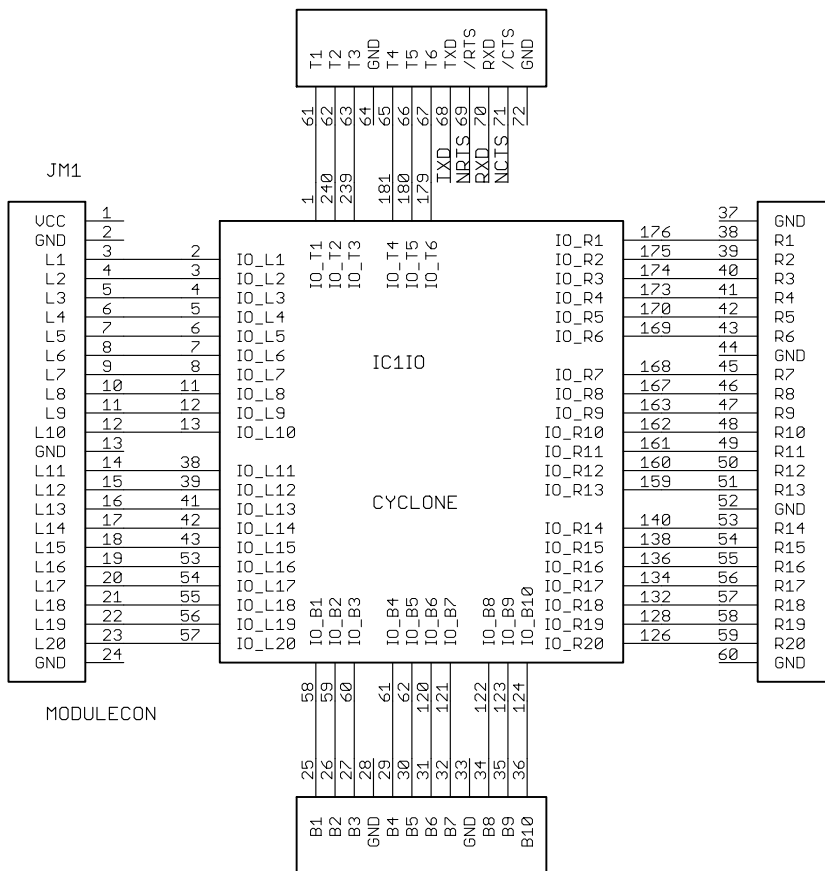 T1 T2 T3 GND T4 T5 T6 TXD /RTS RXD /CTS GND
61 62 63 64 65 66 67 68 69 70 71 72
TXD NRTS RXD NCTS
1 240 239 181 180 179
JM1
VCC 1
GND 2
L1 3 2 IO_L1
L2 4 3 IO_L2
L3 5 4 IO_L3
L4 6 5 IO_L4
L5 7 6 IO_L5
L6 8 7 IO_L6
L7 9 8 IO_L7
L8 10 11 IO_L8
L9 11 12 IO_L9
L10 12 13 IO_L10
GND 13
L11 14 38 IO_L11
L12 15 39 IO_L12
L13 16 41 IO_L13
L14 17 42 IO_L14
L15 18 43 IO_L15
L16 19 53 IO_L16
L17 20 54 IO_L17
L18 21 55 IO_L18
L19 22 56 IO_L19
L20 23 57 IO_L20
GND 24
MODULECON
IO_T1 IO_T2 IO_T3 IO_T4 IO_T5 IO_T6
IC1IO
CYCLONE
IO_B1 IO_B2 IO_B3 IO_B4 IO_B5 IO_B6 IO_B7 IO_B8 IO_B9 IO_B10
37 GND
IO_R1 176 38 R1
IO_R2 175 39 R2
IO_R3 174 40 R3
IO_R4 173 41 R4
IO_R5 170 42 R5
IO_R6 169 43 R6
44 GND
IO_R7 168 45 R7
IO_R8 167 46 R8
IO_R9 163 47 R9
IO_R10 162 48 R10
IO_R11 161 49 R11
IO_R12 160 50 R12
IO_R13 159 51 R13
52 GND
IO_R14 140 53 R14
IO_R15 138 54 R15
IO_R16 136 55 R16
IO_R17 134 56 R17
IO_R18 132 57 R18
IO_R19 128 58 R19
IO_R20 126 59 R20
60 GND
58 59 60 61 62 120 121 122 123 124
25 26 27 28 29 30 31 32 33 34 35 36
B1 B2 B3 GND B4 B5 B6 B7 GND B8 B9 B10